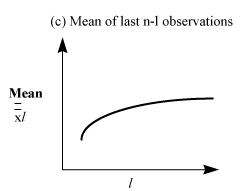 (c) Mean of last n-l observations
Mean
x̿l
l